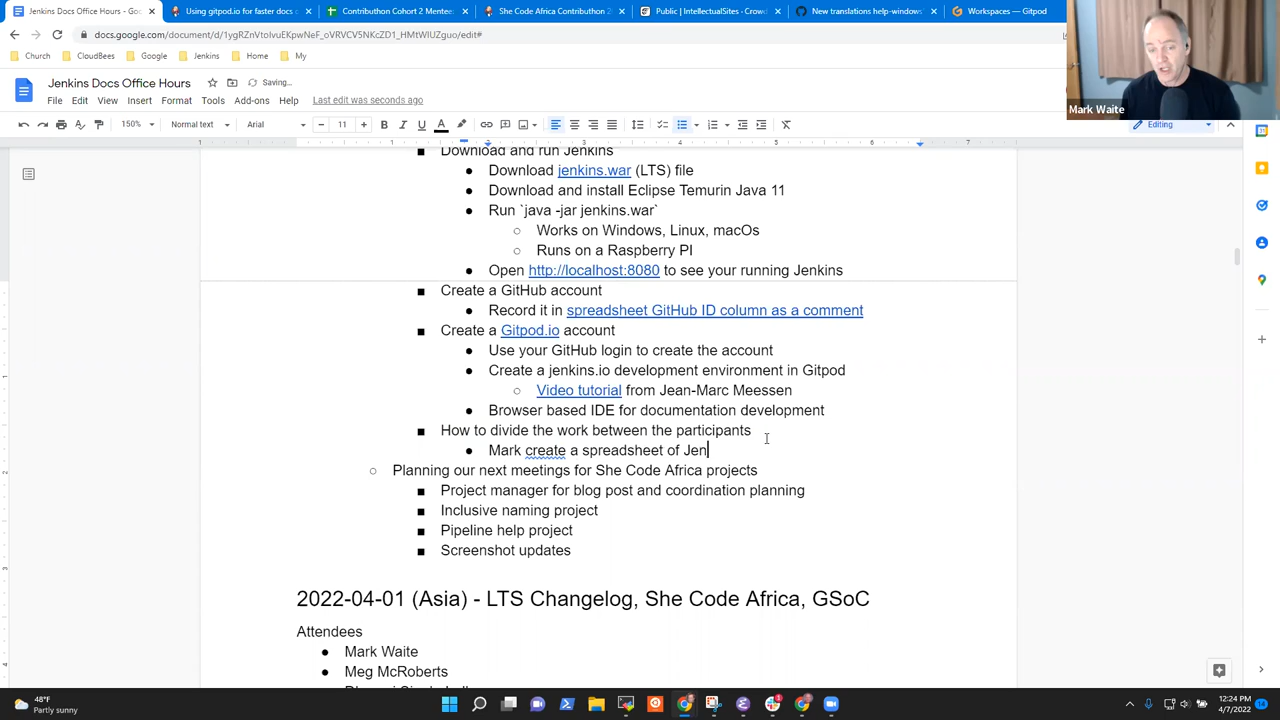 Jenkins Docs Office Hours - G
Using gitpod.io for faster docs
Contributhon Cohort 2 Mentee
She Code Africa Contributhon 2
Public | IntellectualSites - Crowd
New translations help-windows
Workspaces — Gitpod
docs.google.com/document/d/1ygRZnVtoIvuEKpwNeF_oVRVCV5NKcZD1_HMtWIUZguo/edit#
Church
CloudBees
Google
Jenkins
Home
My
Jenkins Docs Office Hours
Saving...
File Edit View Insert Format Tools Add-ons Help Last edit was seconds ago
Mark Waite
150% Normal text Arial 11 Editing
Download and run Jenkins
Download jenkins.war (LTS) file
Download and install Eclipse Temurin Java 11
Run `java -jar jenkins.war`
Works on Windows, Linux, macOs
Runs on a Raspberry PI
Open http://localhost:8080 to see your running Jenkins
Create a GitHub account
Record it in spreadsheet GitHub ID column as a comment
Create a Gitpod.io account
Use your GitHub login to create the account
Create a jenkins.io development environment in Gitpod
Video tutorial from Jean-Marc Meessen
Browser based IDE for documentation development
How to divide the work between the participants
Mark create a spreadsheet of Jen
Planning our next meetings for She Code Africa projects
Project manager for blog post and coordination planning
Inclusive naming project
Pipeline help project
Screenshot updates
2022-04-01 (Asia) - LTS Changelog, She Code Africa, GSoC
Attendees
Mark Waite
Meg McRoberts
48°F
Partly sunny
12:24 PM
4/7/2022